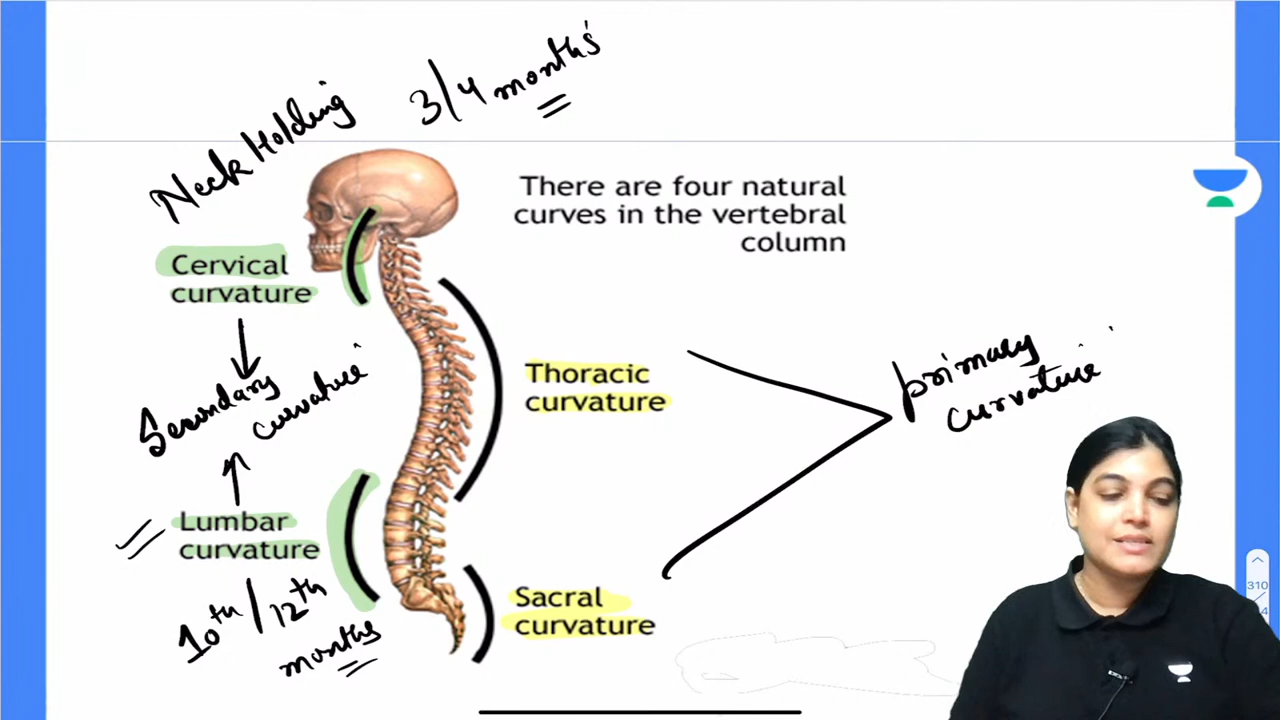 Neck Holding 3/4 months
There are four natural
curves in the vertebral
column
Cervical
curvature
Secondary
curvature
Thoracic
curvature
primary
curvature
Lumbar
curvature
10th/12th
months
Sacral
curvature
310